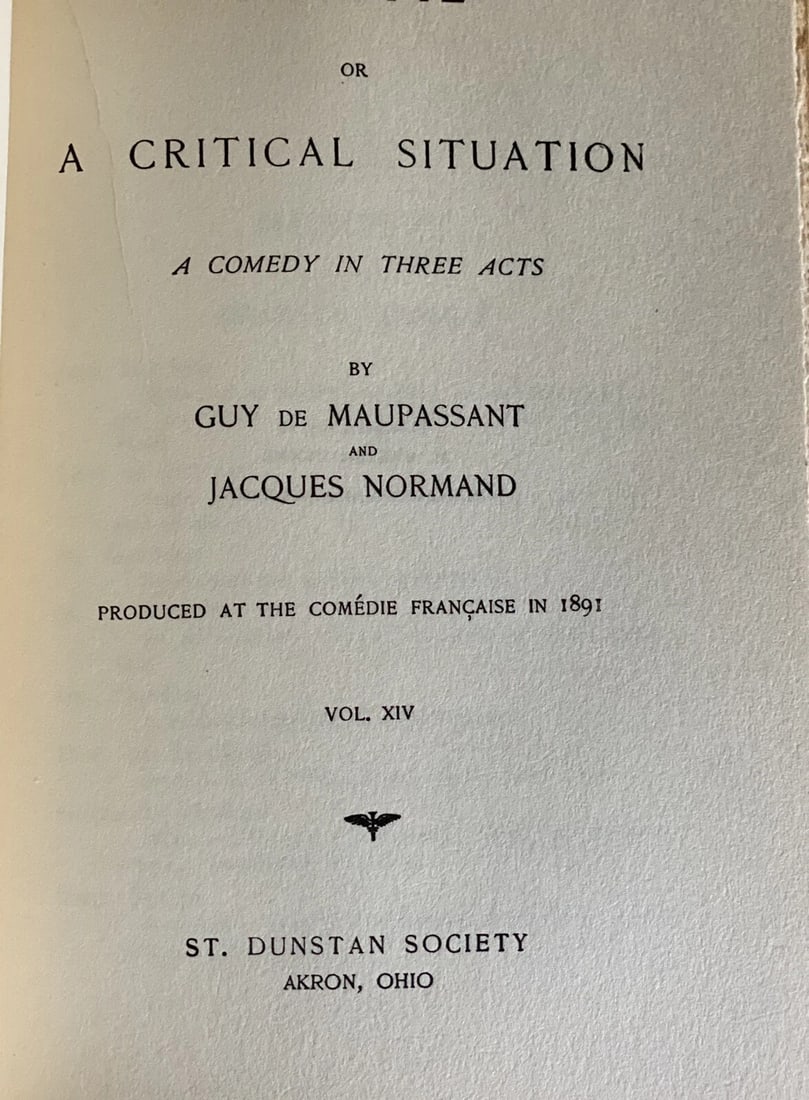 OR
A CRITICAL SITUATION
A COMEDY IN THREE ACTS
BY
GUY DE MAUPASSANT
AND
JACQUES NORMAND
PRODUCED AT THE COMÉDIE FRANÇAISE IN 1891
VOL. XIV
ST. DUNSTAN SOCIETY
AKRON, OHIO